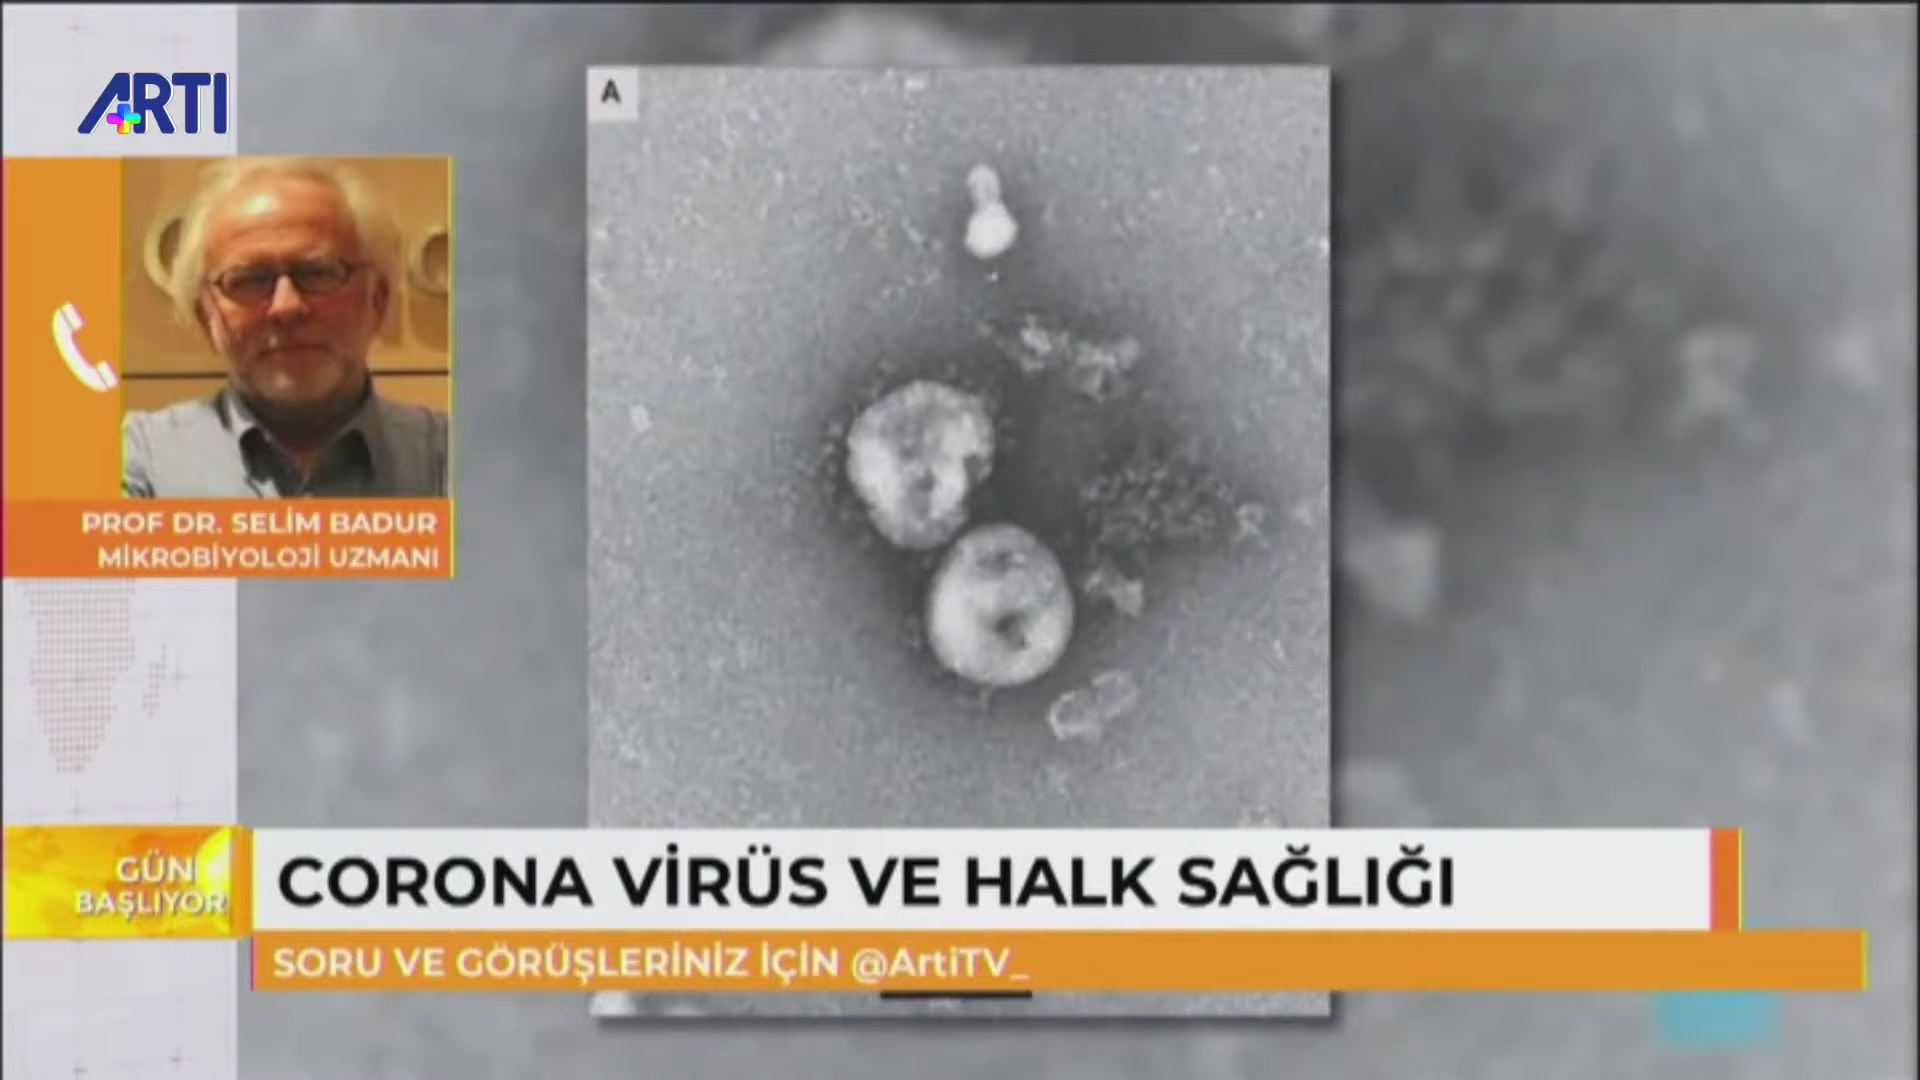 ARTI
A
PROF DR. SELİM BADUR
MİKROBİYOLOJİ UZMANI
GÜN
BAŞLIYOR
CORONA VİRÜS VE HALK SAĞLIĞI
SORU VE GÖRÜŞLERİNİZ İÇİN @ArtiTV_